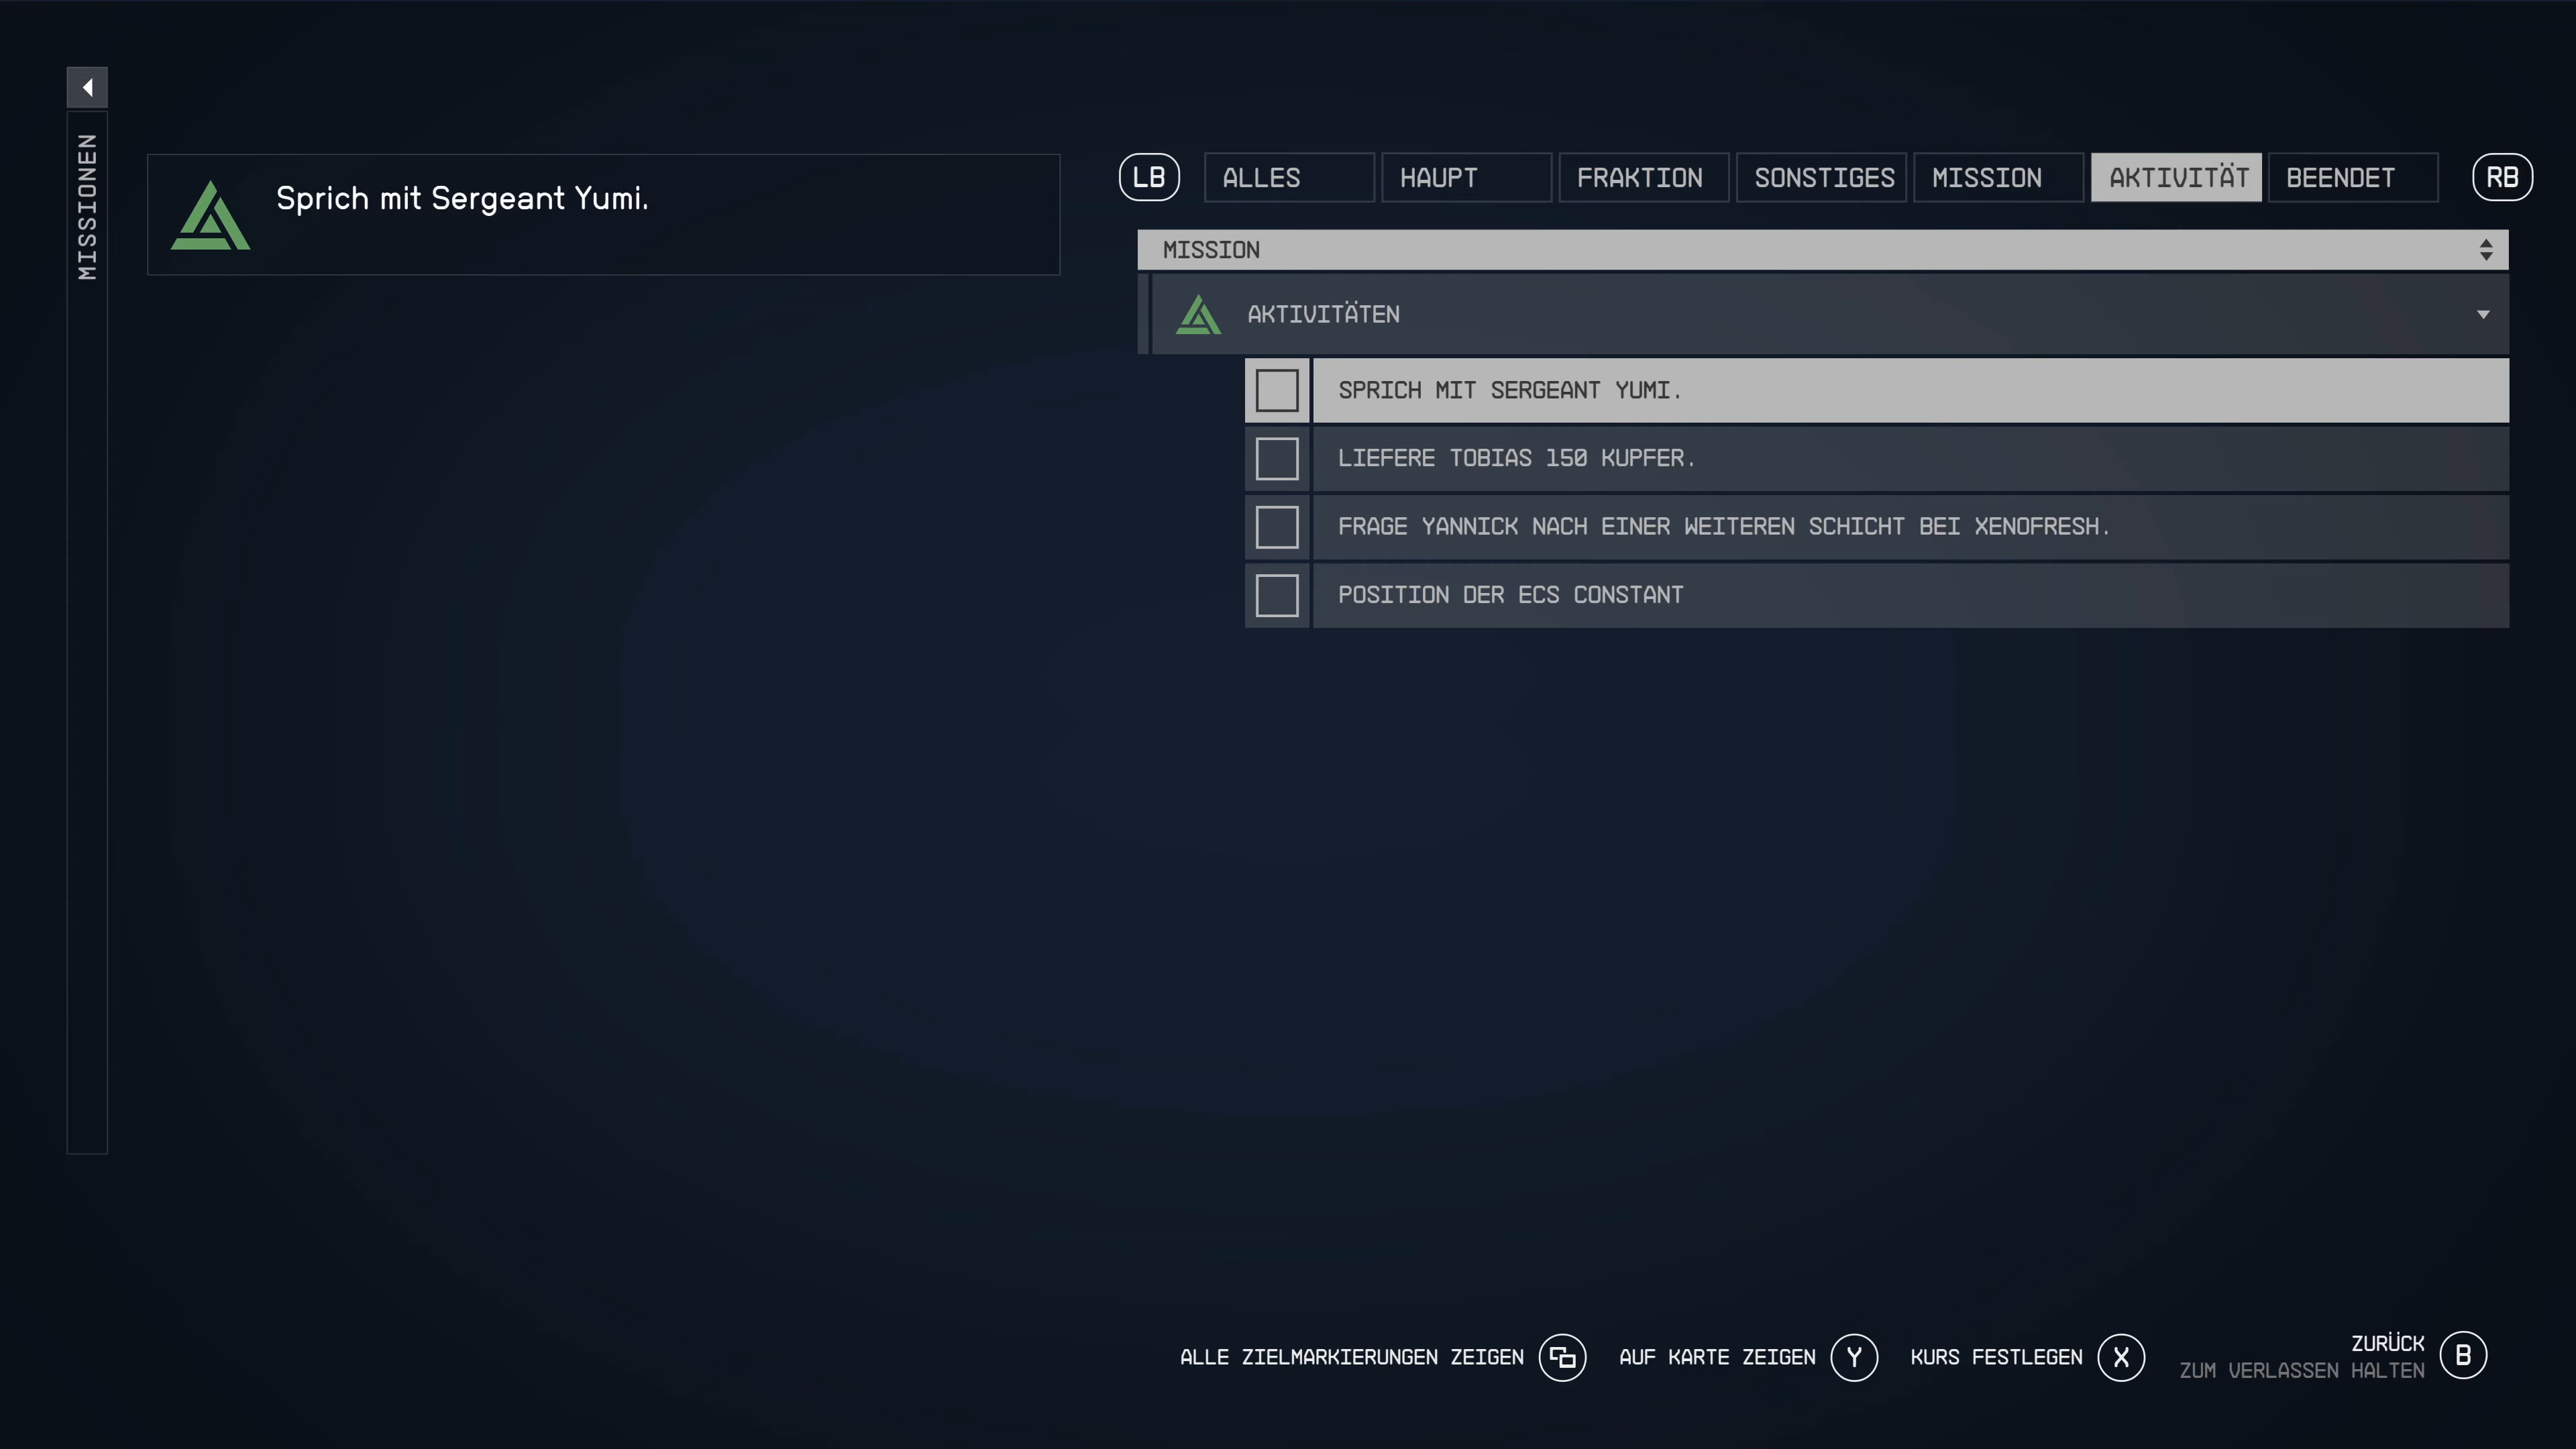 MISSIONEN
Sprich mit Sergeant Yumi.
LB ALLES HAUPT FRAKTION SONSTIGES MISSION AKTIVITÄT BEENDET RB
MISSION
AKTIVITÄTEN
SPRICH MIT SERGEANT YUMI.
LIEFERE TOBIAS 150 KUPFER.
FRAGE YANNICK NACH EINER WEITEREN SCHICHT BEI XENOFRESH.
POSITION DER ECS CONSTANT
ALLE ZIELMARKIERUNGEN ZEIGEN AUF KARTE ZEIGEN Y KURS FESTLEGEN X ZURÜCK B
ZUM VERLASSEN HALTEN